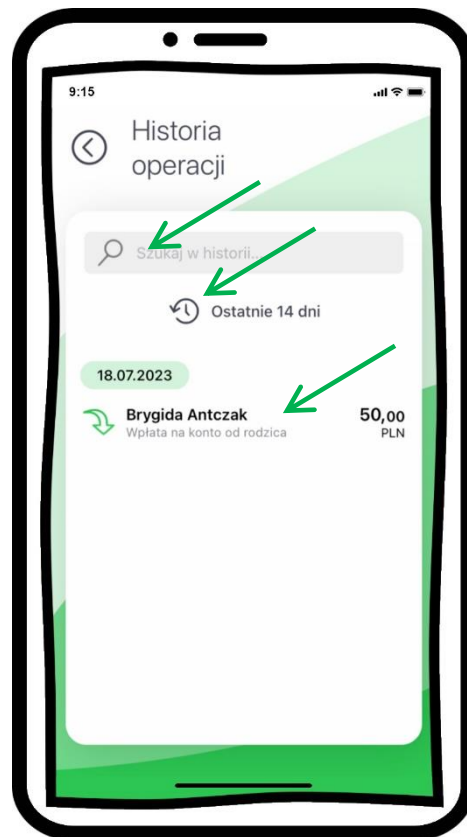 9:15
Historia
operacji
Szukaj w historii...
Ostatnie 14 dni
18.07.2023
Brygida Antczak 50,00
Wpłata na konto od rodzica PLN